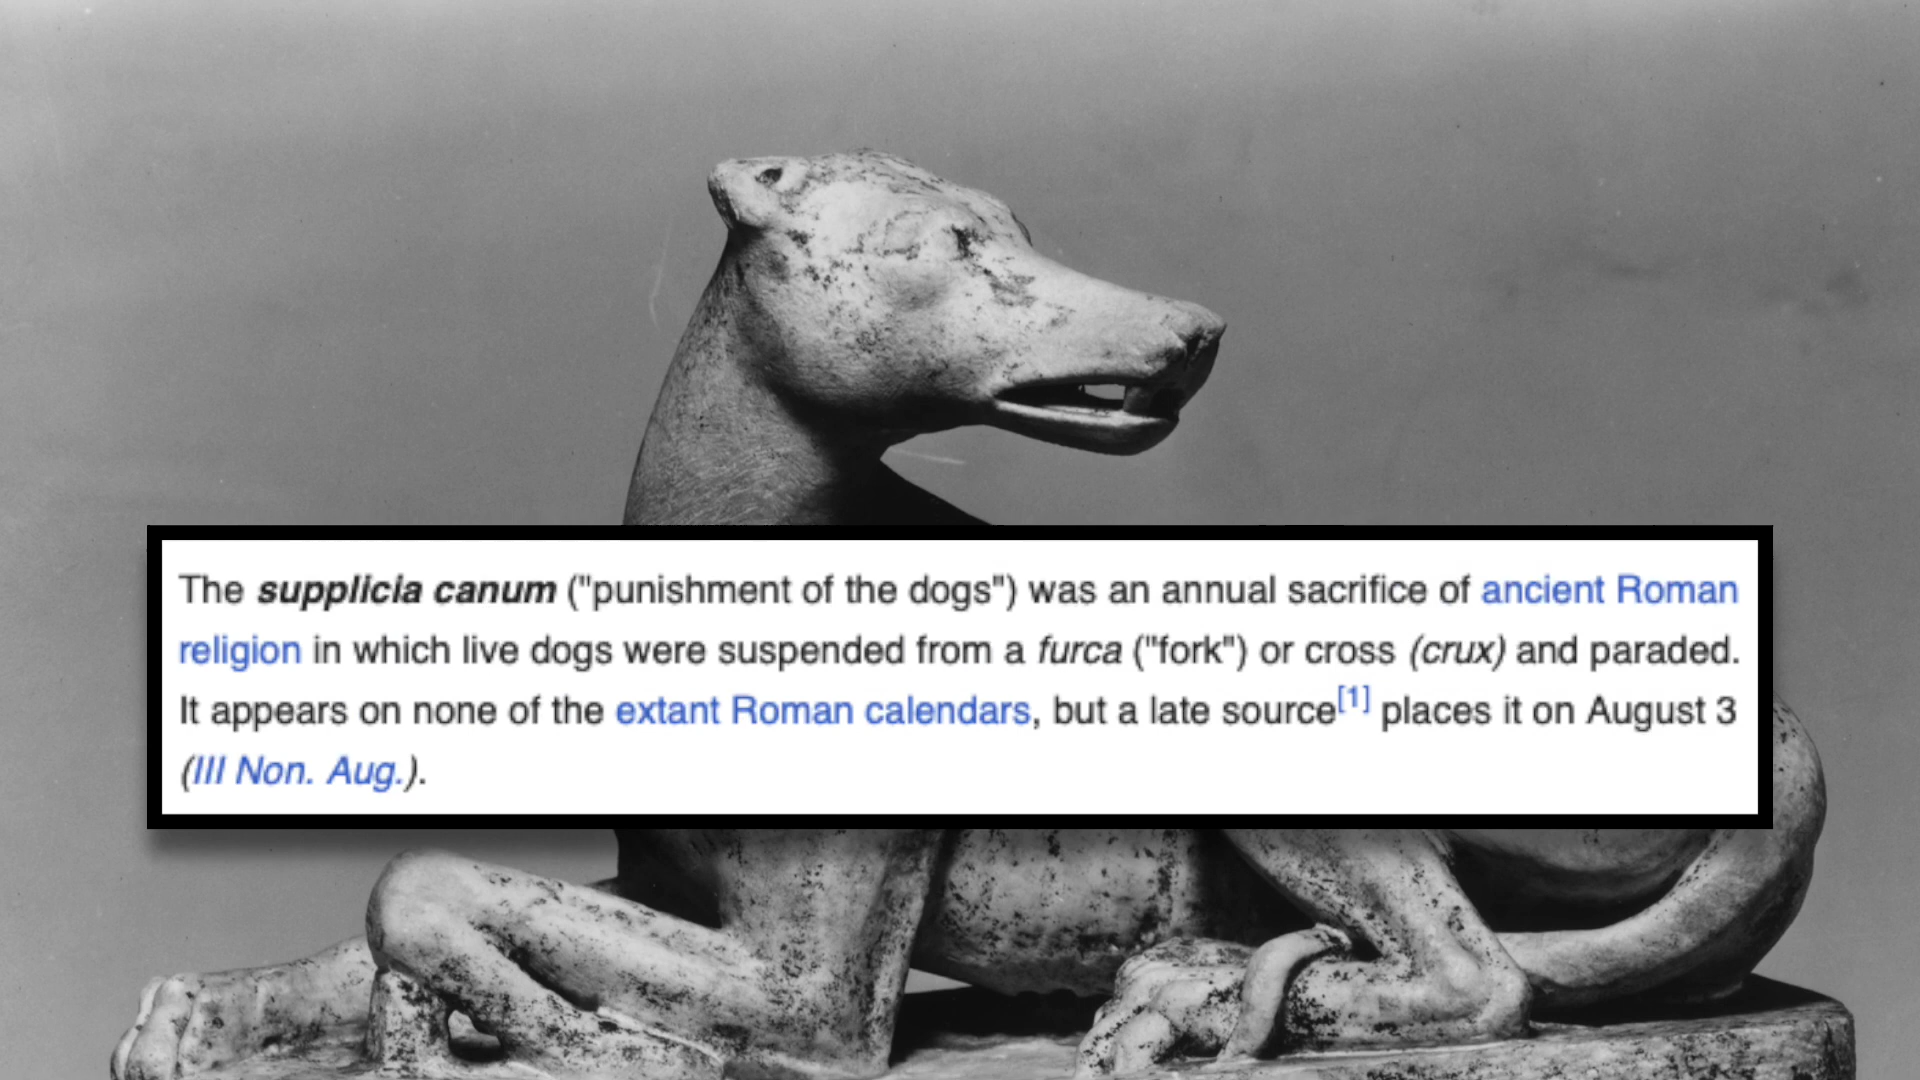 The supplicia canum ("punishment of the dogs") was an annual sacrifice of ancient Roman
religion in which live dogs were suspended from a furca ("fork") or cross (crux) and paraded.
It appears on none of the extant Roman calendars, but a late source[1] places it on August 3
(III Non. Aug.).